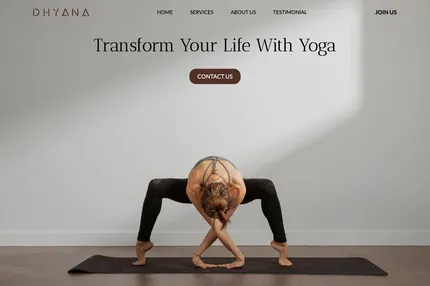 DHYANA
HOME SERVICES ABOUT US TESTIMONIAL JOIN US
Transform Your Life With Yoga
CONTACT US